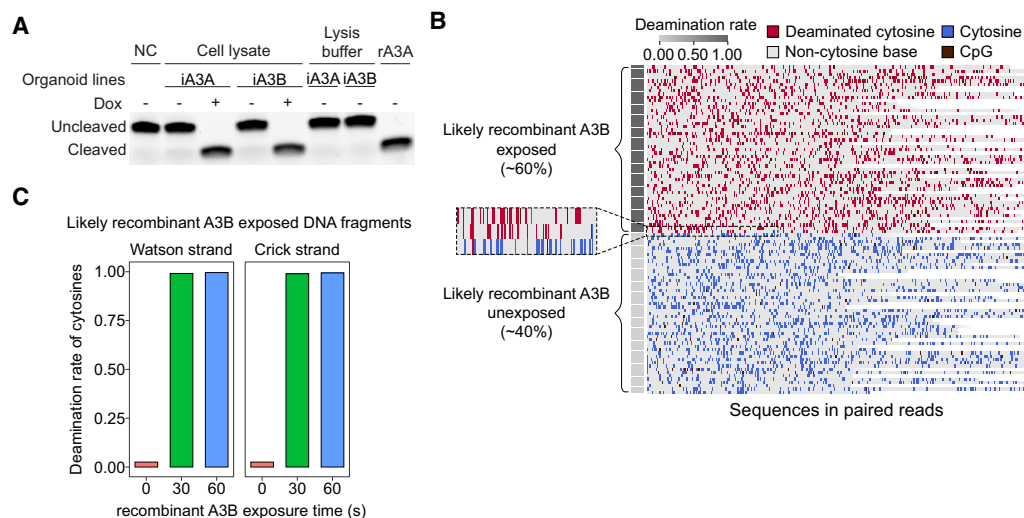 A
NC
Cell lysate
Lysis
buffer
rA3A
Organoid lines
iA3A
iA3B
iA3A
iA3B
Dox
-
-
+
-
+
-
-
-
Uncleaved
Cleaved
B
Deamination rate
0.00 0.50 1.00
Deaminated cytosine
Cytosine
Non-cytosine base
CpG
Likely recombinant A3B
exposed
(~60%)
Likely recombinant A3B
unexposed
(~40%)
Sequences in paired reads
C
Likely recombinant A3B exposed DNA fragments
Watson strand
Crick strand
Deamination rate of cytosines
1.00
0.75
0.50
0.25
0.00
0 30 60
0 30 60
recombinant A3B exposure time (s)